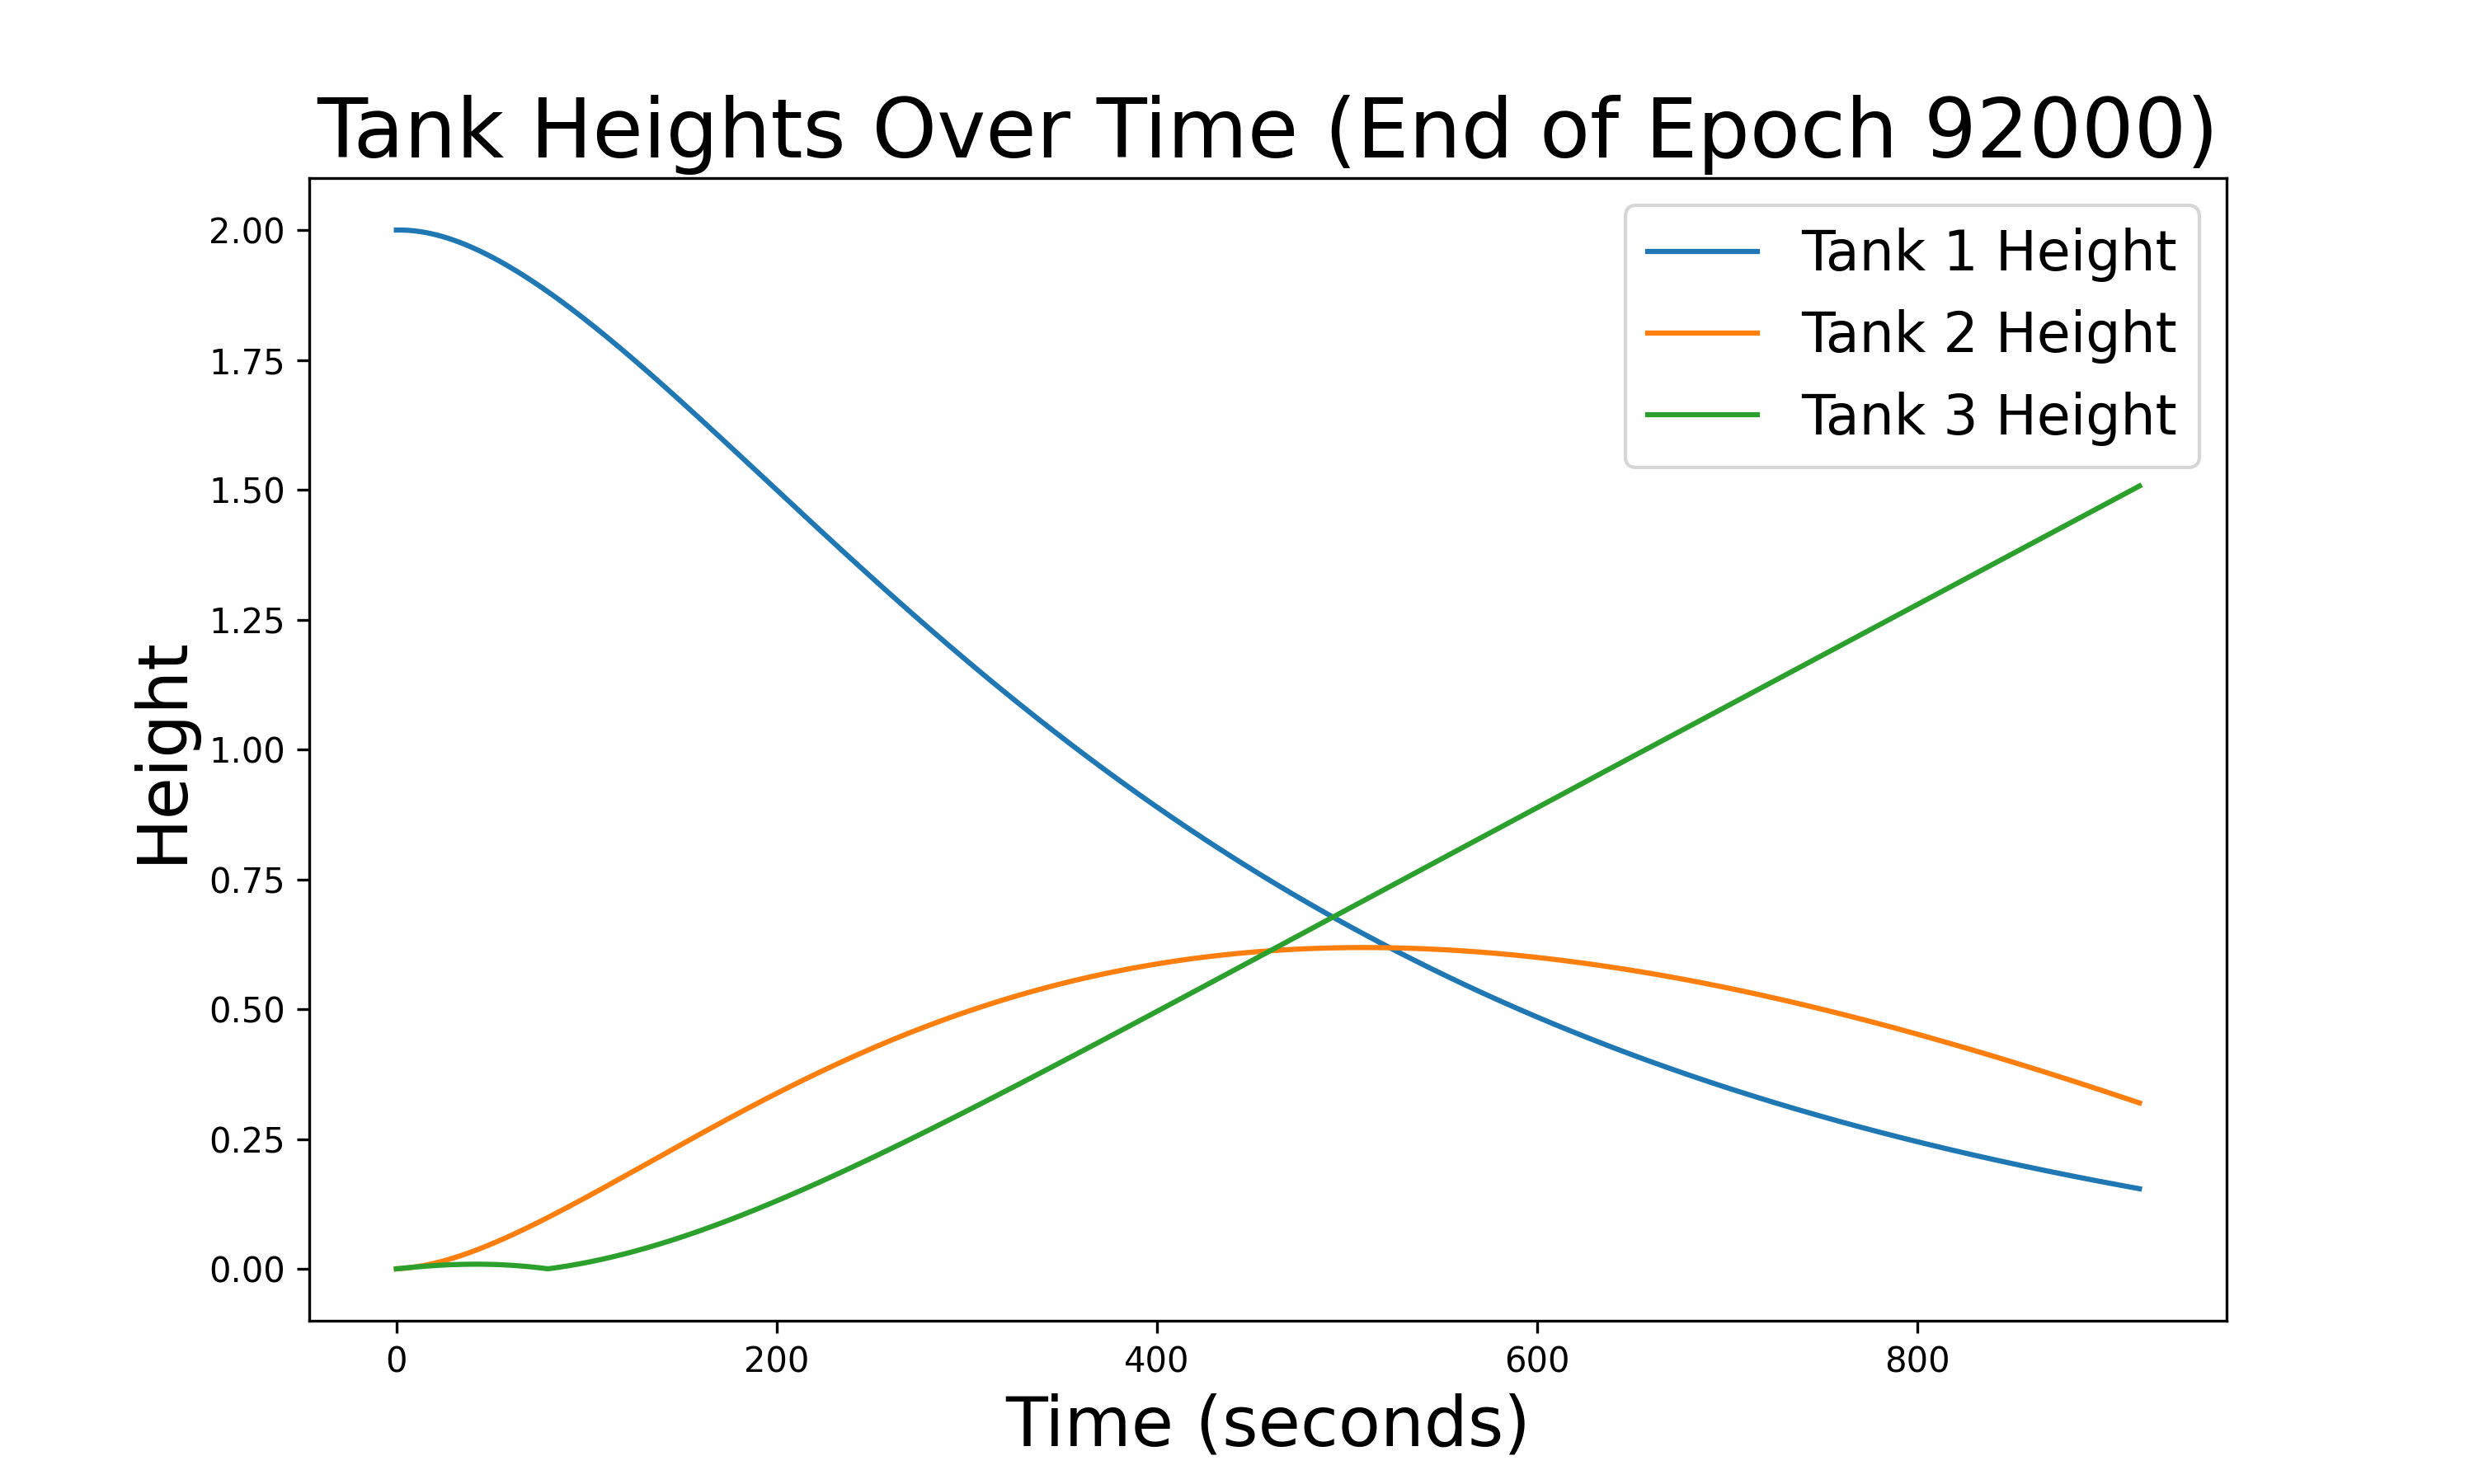 Tank Heights Over Time (End of Epoch 92000)
Tank 1 Height
Tank 2 Height
Tank 3 Height
2.00
1.75
1.50
1.25
1.00
0.75
0.50
0.25
0.00
Height
0 200 400 600 800
Time (seconds)